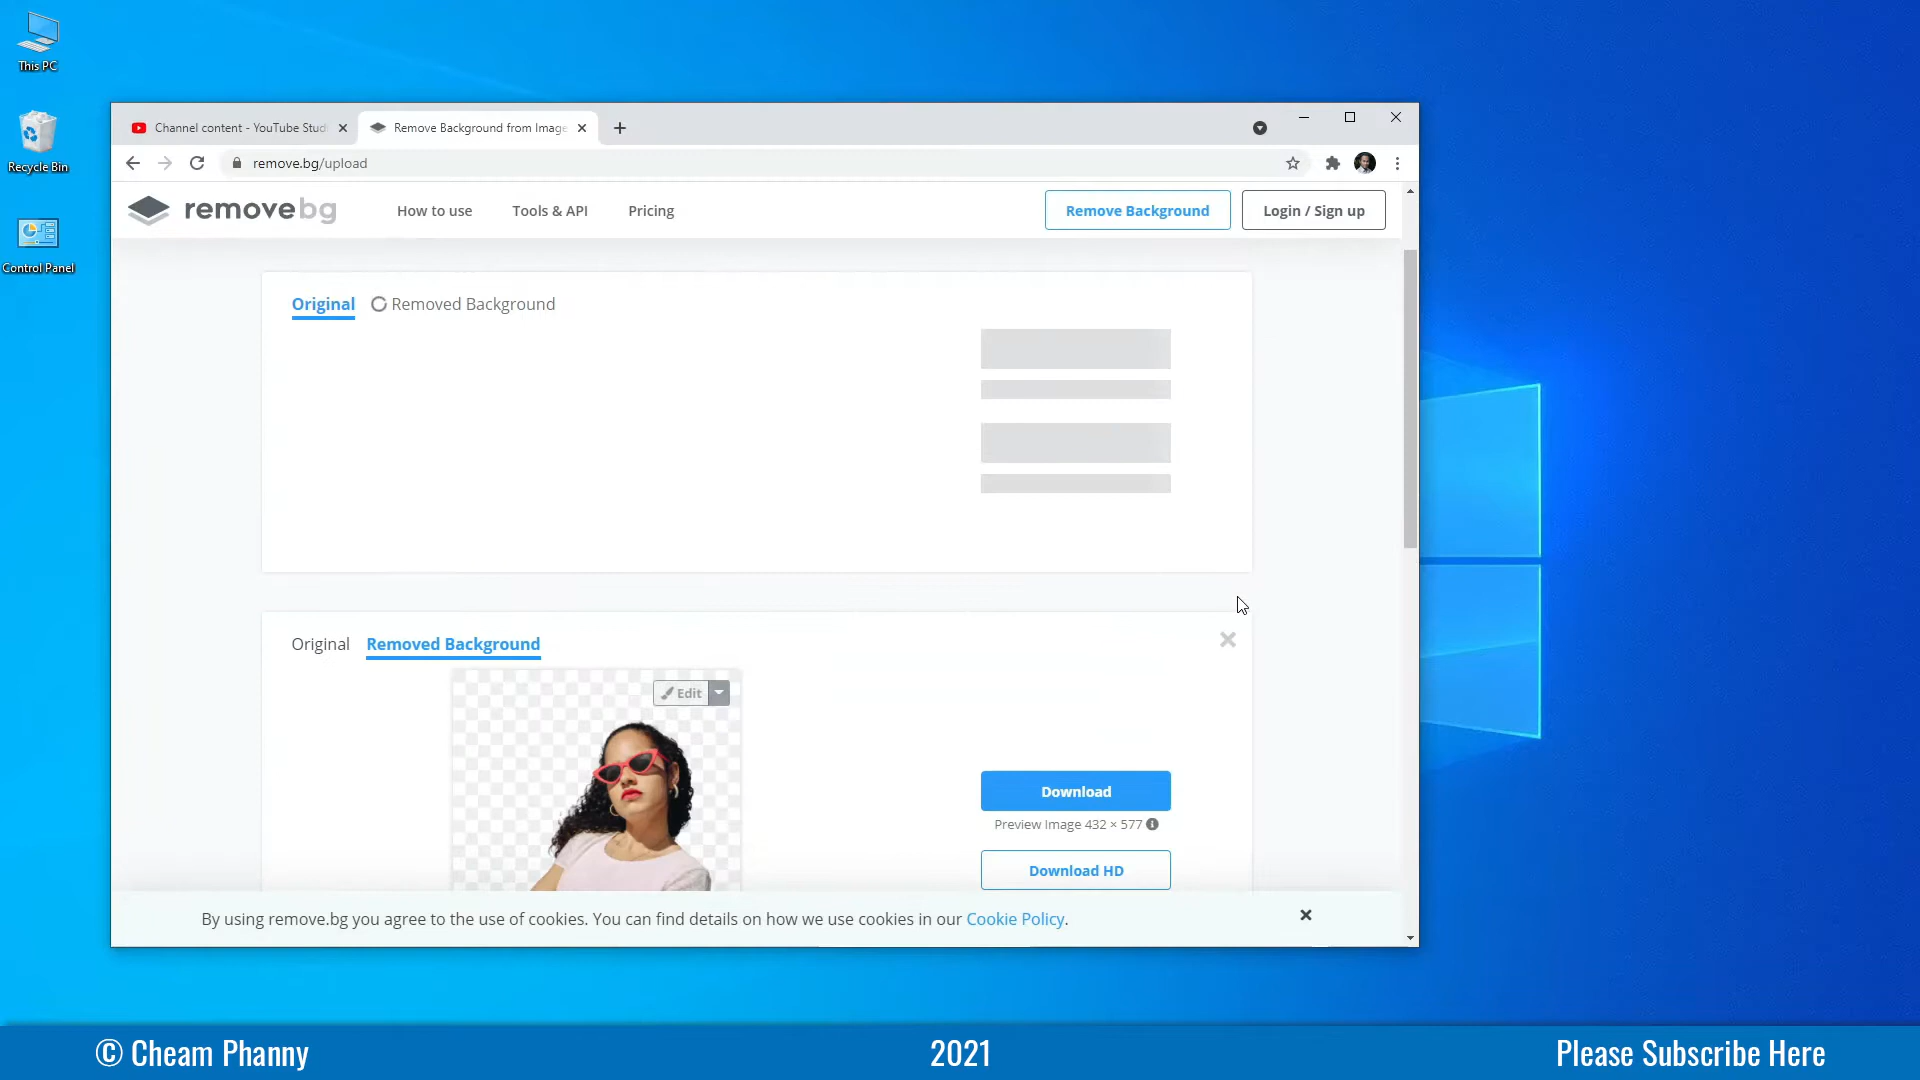 This PC
Recycle Bin
Control Panel
Channel content - YouTube Studi
Remove Background from Image
remove.bg/upload
removebg
How to use
Tools & API
Pricing
Remove Background
Login / Sign up
Original
Removed Background
Original
Removed Background
Edit
Download
Preview Image 432 × 577
Download HD
By using remove.bg you agree to the use of cookies. You can find details on how we use cookies in our Cookie Policy.
© Cheam Phanny
2021
Please Subscribe Here